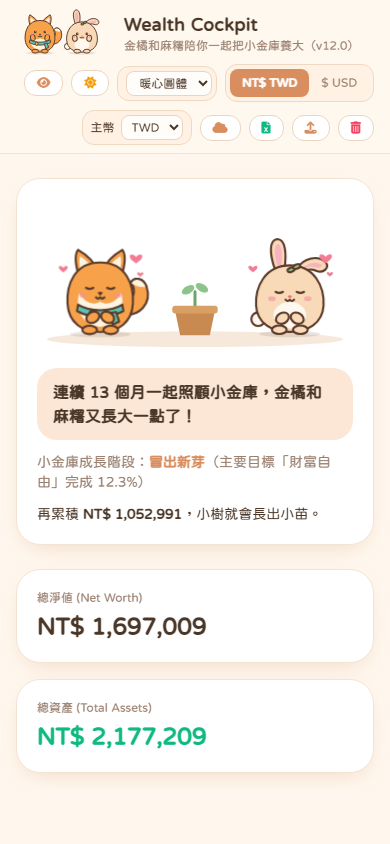 Wealth Cockpit
金橘和麻糬陪你一起把小金庫養大（v12.0）
暖心圓體
NT$ TWD
$ USD
主幣
TWD
連續 13 個月一起照顧小金庫，金橘和
麻糬又長大一點了！
小金庫成長階段：冒出新芽（主要目標「財富自
由」完成 12.3%）
再累積 NT$ 1,052,991，小樹就會長出小苗。
總淨值 (Net Worth)
NT$ 1,697,009
總資產 (Total Assets)
NT$ 2,177,209